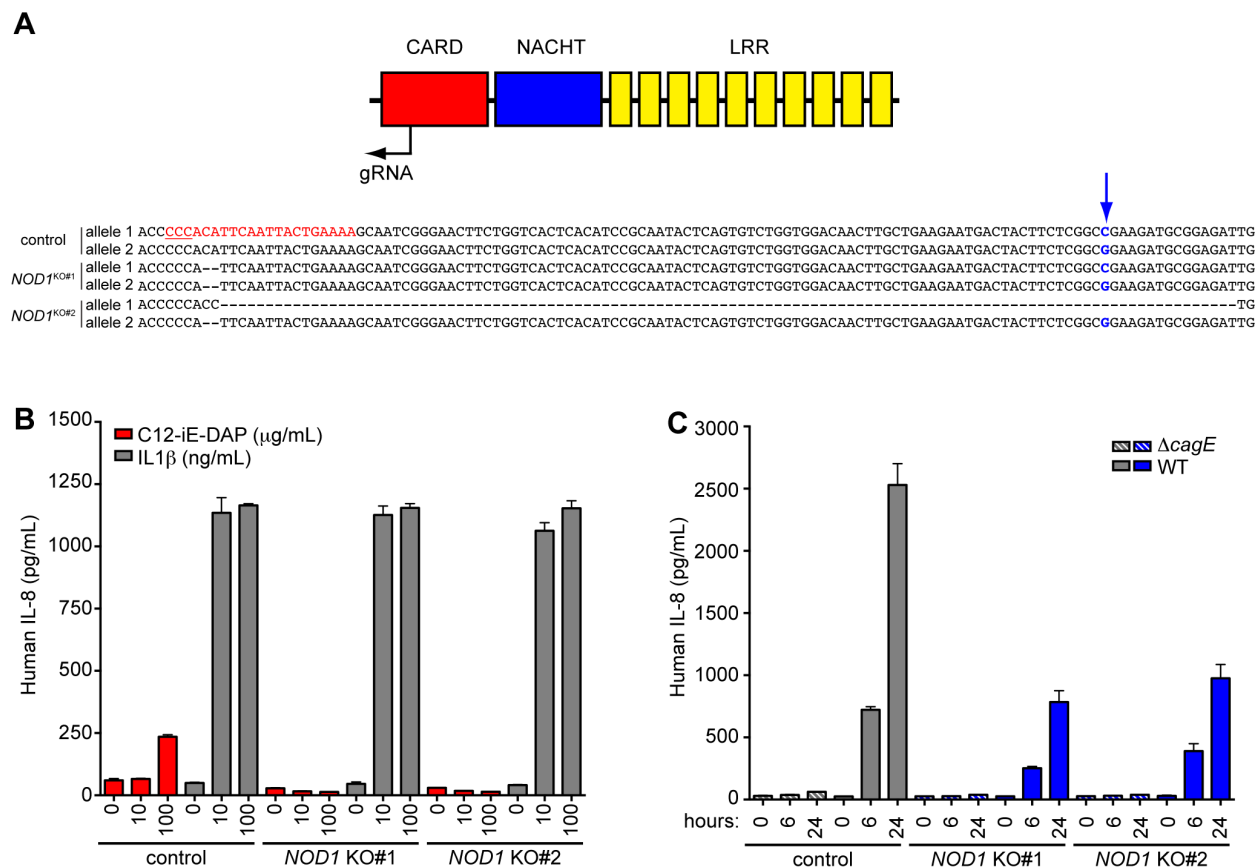 A
CARD NACHT LRR
gRNA
control allele 1 ACCCCCACATTCAATTACTGAAAAGCAATCGGGAACTTCTGGTCACTCACATCCGCAATACTCAGTGTCTGGTGGACAACTTGCTGAAGAATGACTACTTCTCGGCCGAAGATGCGGAGATTG
allele 2 ACCCCCACATTCAATTACTGAAAAGCAATCGGGAACTTCTGGTCACTCACATCCGCAATACTCAGTGTCTGGTGGACAACTTGCTGAAGAATGACTACTTCTCGGCGGAAGATGCGGAGATTG
NOD1KO#1 allele 1 ACCCCCA--TTCAATTACTGAAAAGCAATCGGGAACTTCTGGTCACTCACATCCGCAATACTCAGTGTCTGGTGGACAACTTGCTGAAGAATGACTACTTCTCGGCCGAAGATGCGGAGATTG
allele 2 ACCCCCA--TTCAATTACTGAAAAGCAATCGGGAACTTCTGGTCACTCACATCCGCAATACTCAGTGTCTGGTGGACAACTTGCTGAAGAATGACTACTTCTCGGCGGAAGATGCGGAGATTG
NOD1KO#2 allele 1 ACCCCCACC----------------------------------------------------------------------------------------------------------------TG
allele 2 ACCCCCA--TTCAATTACTGAAAAGCAATCGGGAACTTCTGGTCACTCACATCCGCAATACTCAGTGTCTGGTGGACAACTTGCTGAAGAATGACTACTTCTCGGCGGAAGATGCGGAGATTG
B
Human IL-8 (pg/mL)
1500
1250
1000
750
500
250
0
C12-iE-DAP (μg/mL)
IL1β (ng/mL)
0 10 100 0 10 100 0 10 100 0 10 100 0 10 100 0 10 100
control NOD1 KO#1 NOD1 KO#2
C
Human IL-8 (pg/mL)
3000
2500
2000
1500
1000
500
0
ΔcagE
WT
hours: 0 6 24 0 6 24 0 6 24 0 6 24 0 6 24 0 6 24
control NOD1 KO#1 NOD1 KO#2